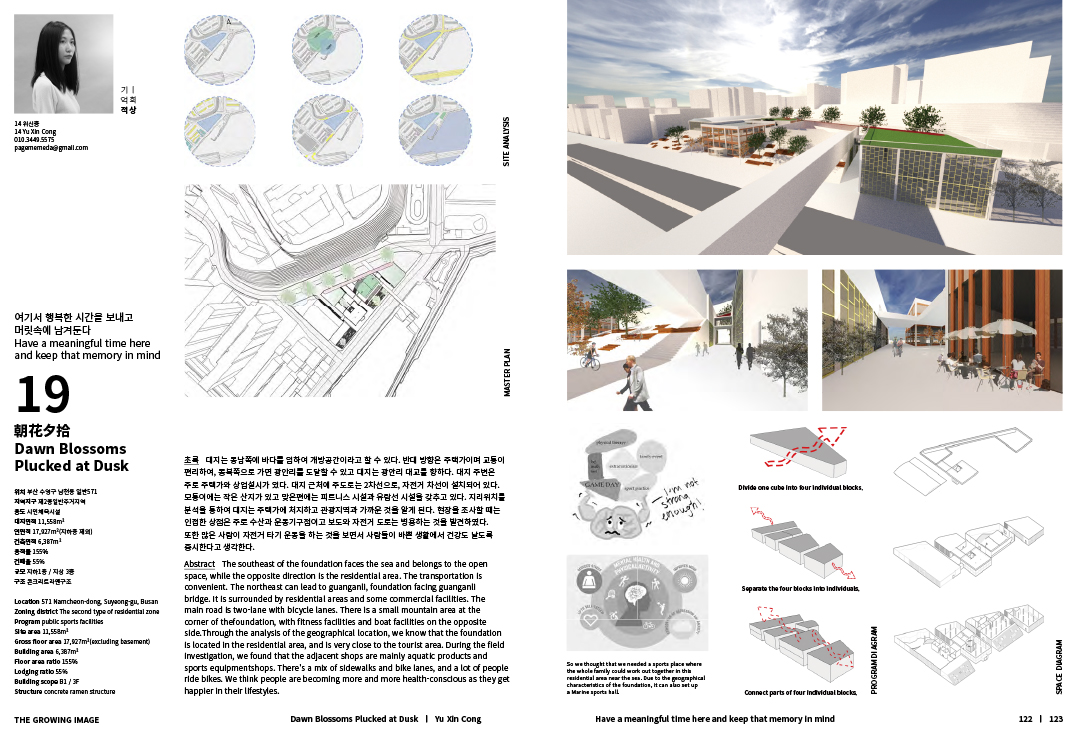 기 |
억 회
적상
14 위신총
14 Yu Xin Cong
010.3449.5575
pagememeda@gmail.com
SITE ANALYSIS
MASTER PLAN
여기서 행복한 시간을 보내고
머릿속에 남겨둔다
Have a meaningful time here
and keep that memory in mind
19
朝花夕拾
Dawn Blossoms
Plucked at Dusk
위치 부산 수영구 남천동 일반571
지역지구 제2종일반주거지역
용도 시민체육시설
대지면적 11,558m²
연면적 17,927m²(지하층 제외)
건축면적 6,387m²
용적률 155%
건폐율 55%
규모 지하1층 / 지상 3층
구조 콘크리트라멘구조
Location 571 Namcheon-dong, Suyeong-gu, Busan
Zoning district The second type of residential zone
Program public sports facilities
Site area 11,558m²
Gross floor area 17,927m²(excluding basement)
Building area 6,387m²
Floor area ratio 155%
Lodging ratio 55%
Building scope B1 / 3F
Structure concrete ramen structure
초록 대지는 동남쪽에 바다를 임하여 개방공간이라고 할 수 있다. 반대 방향은 주택가이며 교통이
편리하여, 동북쪽으로 가면 광안리를 도달할 수 있고 대지는 광안리 대교를 향하다. 대지 주변은
주로 주택가와 상업설시가 있다. 대지 근처에 주도로는 2차선으로, 자전거 차선이 설치되어 있다.
모퉁이에는 작은 산지가 있고 맞은편에는 피트니스 시설과 유람선 시설을 갖추고 있다. 지리위치를
분석을 통하여 대지는 주택가에 처지하고 관광지역과 가까운 것을 알게 된다. 현장을 조사할 때는
인접한 상점은 주로 수산과 운동기구점이고 보도와 자전거 도로는 병용하는 것을 발견하였다.
또한 많은 사람이 자전거 타기 운동을 하는 것을 보면서 사람들이 바쁜 생활에서 건강도 날도록
중시한다고 생각한다.
Abstract The southeast of the foundation faces the sea and belongs to the open
space, while the opposite direction is the residential area. The transportation is
convenient. The northeast can lead to guanganli, foundation facing guanganli
bridge. It is surrounded by residential areas and some commercial facilities. The
main road is two-lane with bicycle lanes. There is a small mountain area at the
corner of thefoundation, with fitness facilities and boat facilities on the opposite
side.Through the analysis of the geographical location, we know that the foundation
is located in the residential area, and is very close to the tourist area. During the field
investigation, we found that the adjacent shops are mainly aquatic products and
sports equipmentshops. There's a mix of sidewalks and bike lanes, and a lot of people
ride bikes. We think people are becoming more and more health-conscious as they get
happier in their lifestyles.
THE GROWING IMAGE
Dawn Blossoms Plucked at Dusk | Yu Xin Cong
physical literacy
family event
extracurricular
GAME DAY
sport practice
I'm not
strong
enough!
MENTAL HEALTH AND
PHYSICAL ACTIVITIES
So we thought that we needed a sports place where
the whole family could work out together in this
residential area near the sea. Due to the geographical
characteristics of the foundation, it can also set up
a Marine sports hall.
Divide one cube into four individual blocks,
Separate the four blocks into individuals,
Connect parts of four individual blocks,
PROGRAM DIAGRAM
SPACE DIAGRAM
Have a meaningful time here and keep that memory in mind
122 | 123